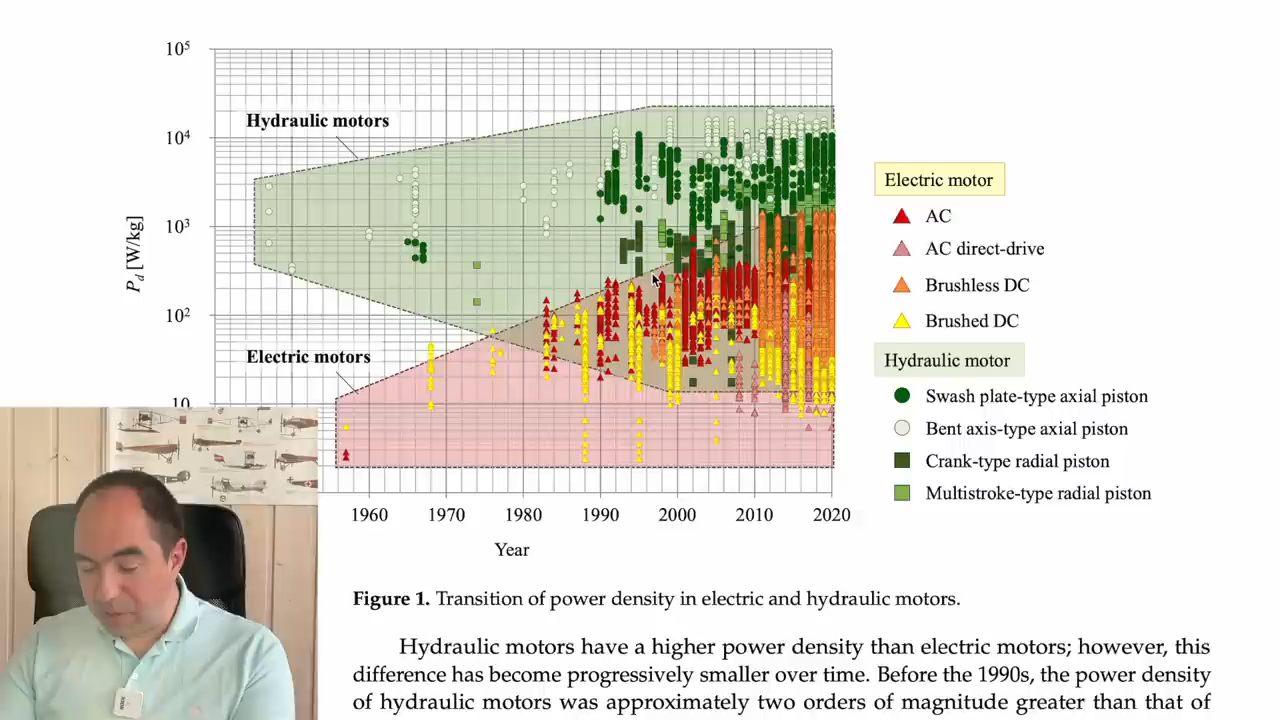 10⁵
Hydraulic motors
10⁴
10³
P_d [W/kg]
10²
Electric motors
10
1960 1970 1980 1990 2000 2010 2020
Year
Electric motor
AC
AC direct-drive
Brushless DC
Brushed DC
Hydraulic motor
Swash plate-type axial piston
Bent axis-type axial piston
Crank-type radial piston
Multistroke-type radial piston
Figure 1. Transition of power density in electric and hydraulic motors.
Hydraulic motors have a higher power density than electric motors; however, this
difference has become progressively smaller over time. Before the 1990s, the power density
of hydraulic motors was approximately two orders of magnitude greater than that of